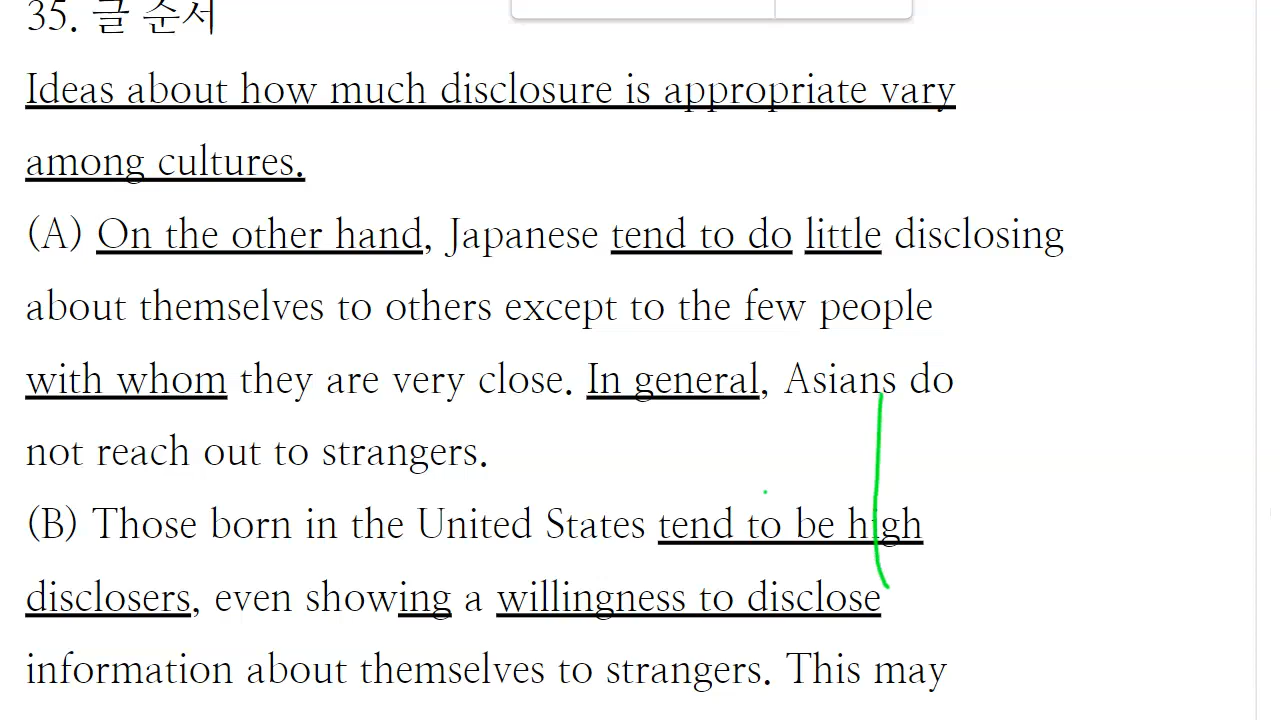 35. 글 순서
Ideas about how much disclosure is appropriate vary
among cultures.
(A) On the other hand, Japanese tend to do little disclosing
about themselves to others except to the few people
with whom they are very close. In general, Asians do
not reach out to strangers.
(B) Those born in the United States tend to be high
disclosers, even showing a willingness to disclose
information about themselves to strangers. This may